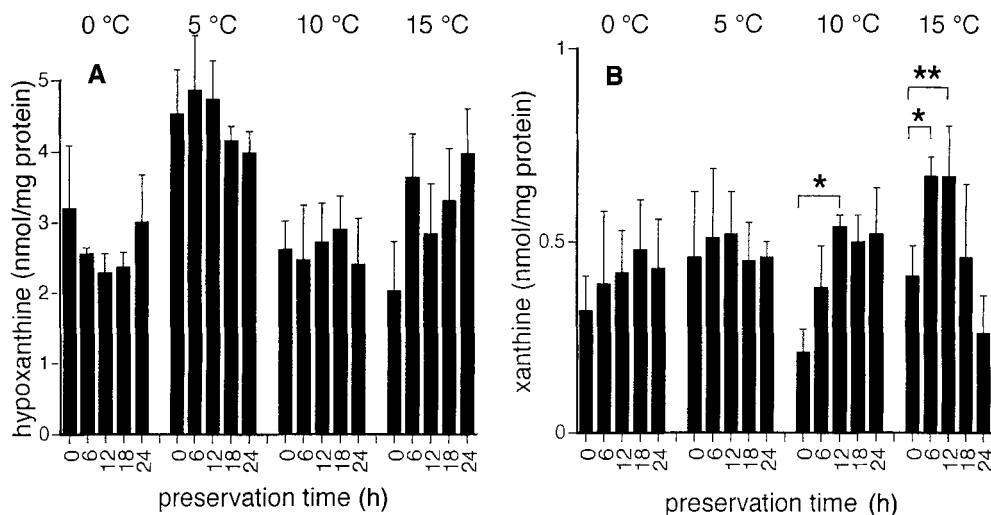 0 °C 5 °C 10 °C 15 °C
A
hypoxanthine (nmol/mg protein)
5
4
3
2
1
0
0 6 12 18 24 0 6 12 18 24 0 6 12 18 24 0 6 12 18 24
preservation time (h)
0 °C 5 °C 10 °C 15 °C
B
xanthine (nmol/mg protein)
1
0.5
0
**
*
*
0 6 12 18 24 0 6 12 18 24 0 6 12 18 24 0 6 12 18 24
preservation time (h)